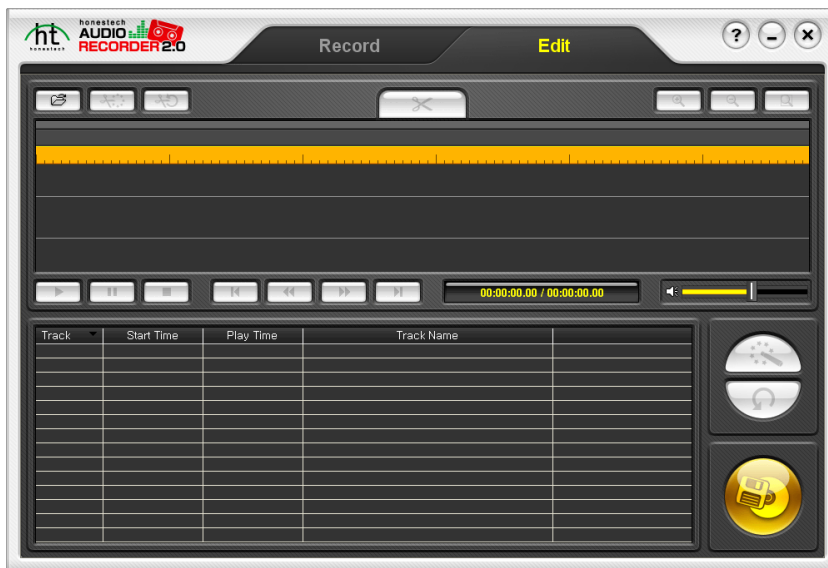 honestech
ht AUDIO
honestech RECORDER 2.0
Record
Edit
?
00:00:00.00 / 00:00:00.00
Track Start Time Play Time Track Name